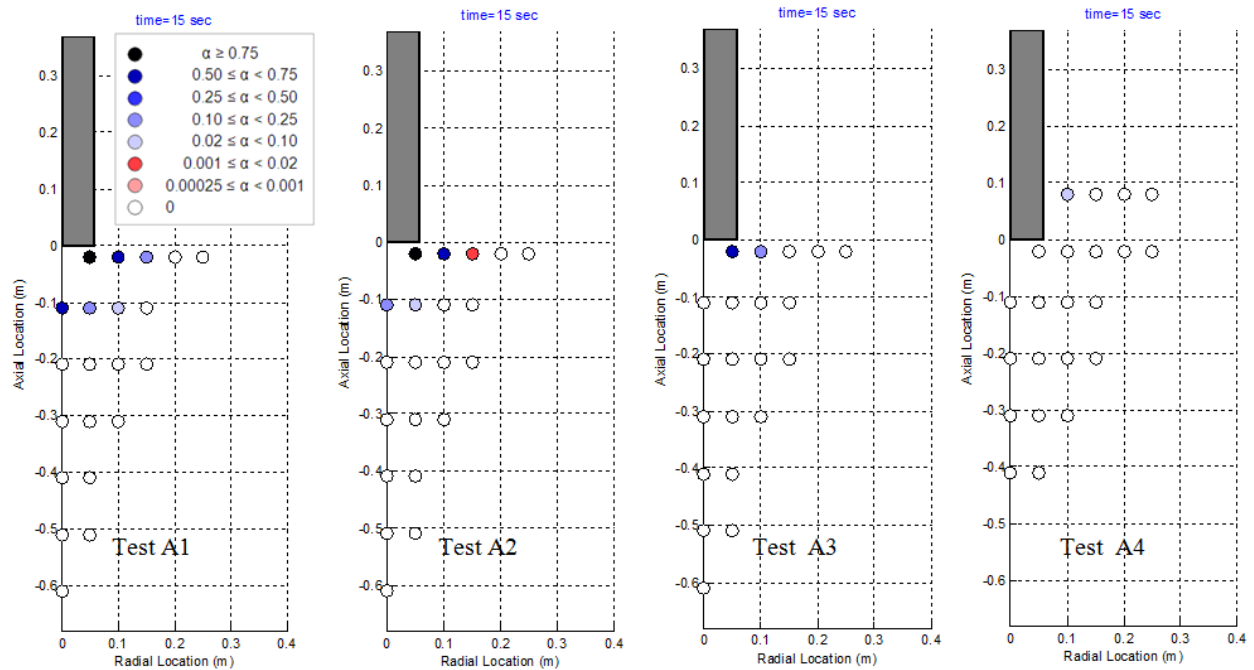 time=15 sec
α ≥ 0.75
0.50 ≤ α < 0.75
0.25 ≤ α < 0.50
0.10 ≤ α < 0.25
0.02 ≤ α < 0.10
0.001 ≤ α < 0.02
0.00025 ≤ α < 0.001
0
Axial Location (m)
0.3
0.2
0.1
0
-0.1
-0.2
-0.3
-0.4
-0.5
-0.6
Test A1
0 0.1 0.2 0.3 0.4
Radial Location (m)
time=15 sec
Axial Location (m)
0.3
0.2
0.1
0
-0.1
-0.2
-0.3
-0.4
-0.5
-0.6
Test A2
0 0.1 0.2 0.3 0.4
Radial Location (m)
time=15 sec
Axial Location (m)
0.3
0.2
0.1
0
-0.1
-0.2
-0.3
-0.4
-0.5
-0.6
Test A3
0 0.1 0.2 0.3 0.4
Radial Location (m)
time=15 sec
Axial Location (m)
0.3
0.2
0.1
0
-0.1
-0.2
-0.3
-0.4
-0.5
-0.6
Test A4
0 0.1 0.2 0.3 0.4
Radial Location (m)